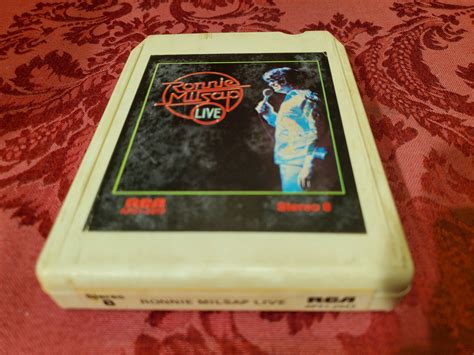 Ronnie
Milsap
LIVE
RCA
Stereo 8
Stereo
8
RONNIE MILSAP LIVE
RCA